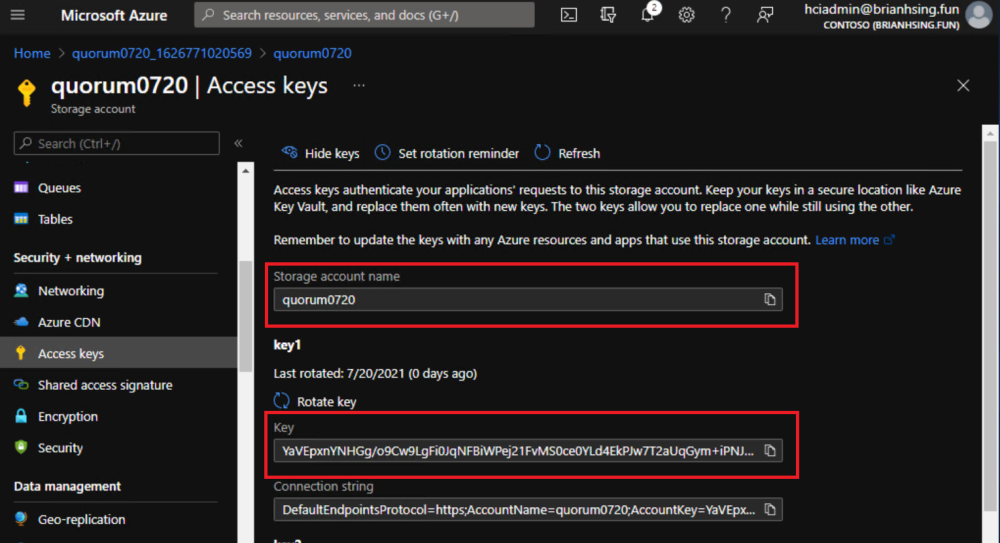 Microsoft Azure
Search resources, services, and docs (G+/)
2
hciadmin@brianhsing.fun
CONTOSO (BRIANHSING.FUN)
Home > quorum0720_1626771020569 > quorum0720
quorum0720 | Access keys ...
Storage account
Search (Ctrl+/)
«
Queues
Tables
Security + networking
Networking
Azure CDN
Access keys
Shared access signature
Encryption
Security
Data management
Geo-replication
Hide keys
Set rotation reminder
Refresh
Access keys authenticate your applications' requests to this storage account. Keep your keys in a secure location like Azure
Key Vault, and replace them often with new keys. The two keys allow you to replace one while still using the other.
Remember to update the keys with any Azure resources and apps that use this storage account. Learn more
Storage account name
quorum0720
key1
Last rotated: 7/20/2021 (0 days ago)
Rotate key
Key
YaVEpxnYNHGg/o9Cw9LgFi0JqNFBiWPej21FvMS0ce0YLd4EkPJw7T2aUqGym+iPNJ...
Connection string
DefaultEndpointsProtocol=https;AccountName=quorum0720;AccountKey=YaVEpx...